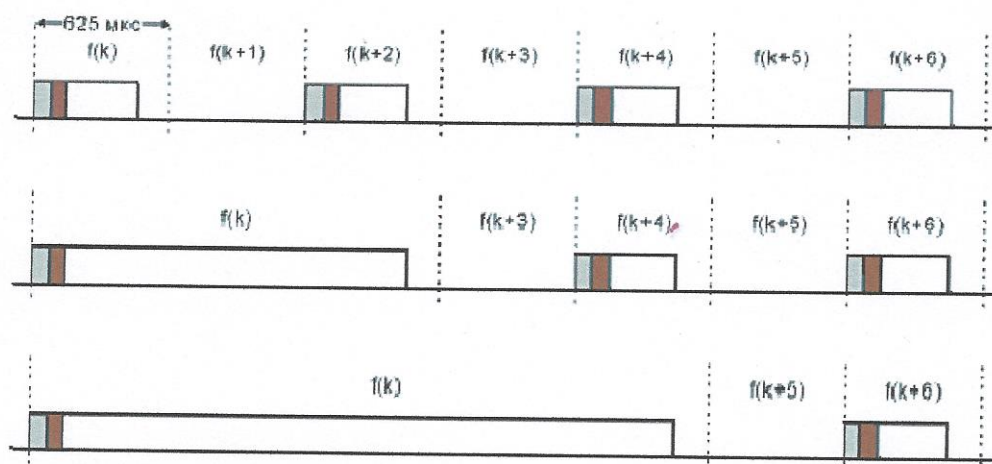 625 мкс
f(k) f(k+1) f(k+2) f(k+3) f(k+4) f(k+5) f(k+6)
f(k) f(k+3) f(k+4) f(k+5) f(k+6)
f(k) f(k+5) f(k+6)